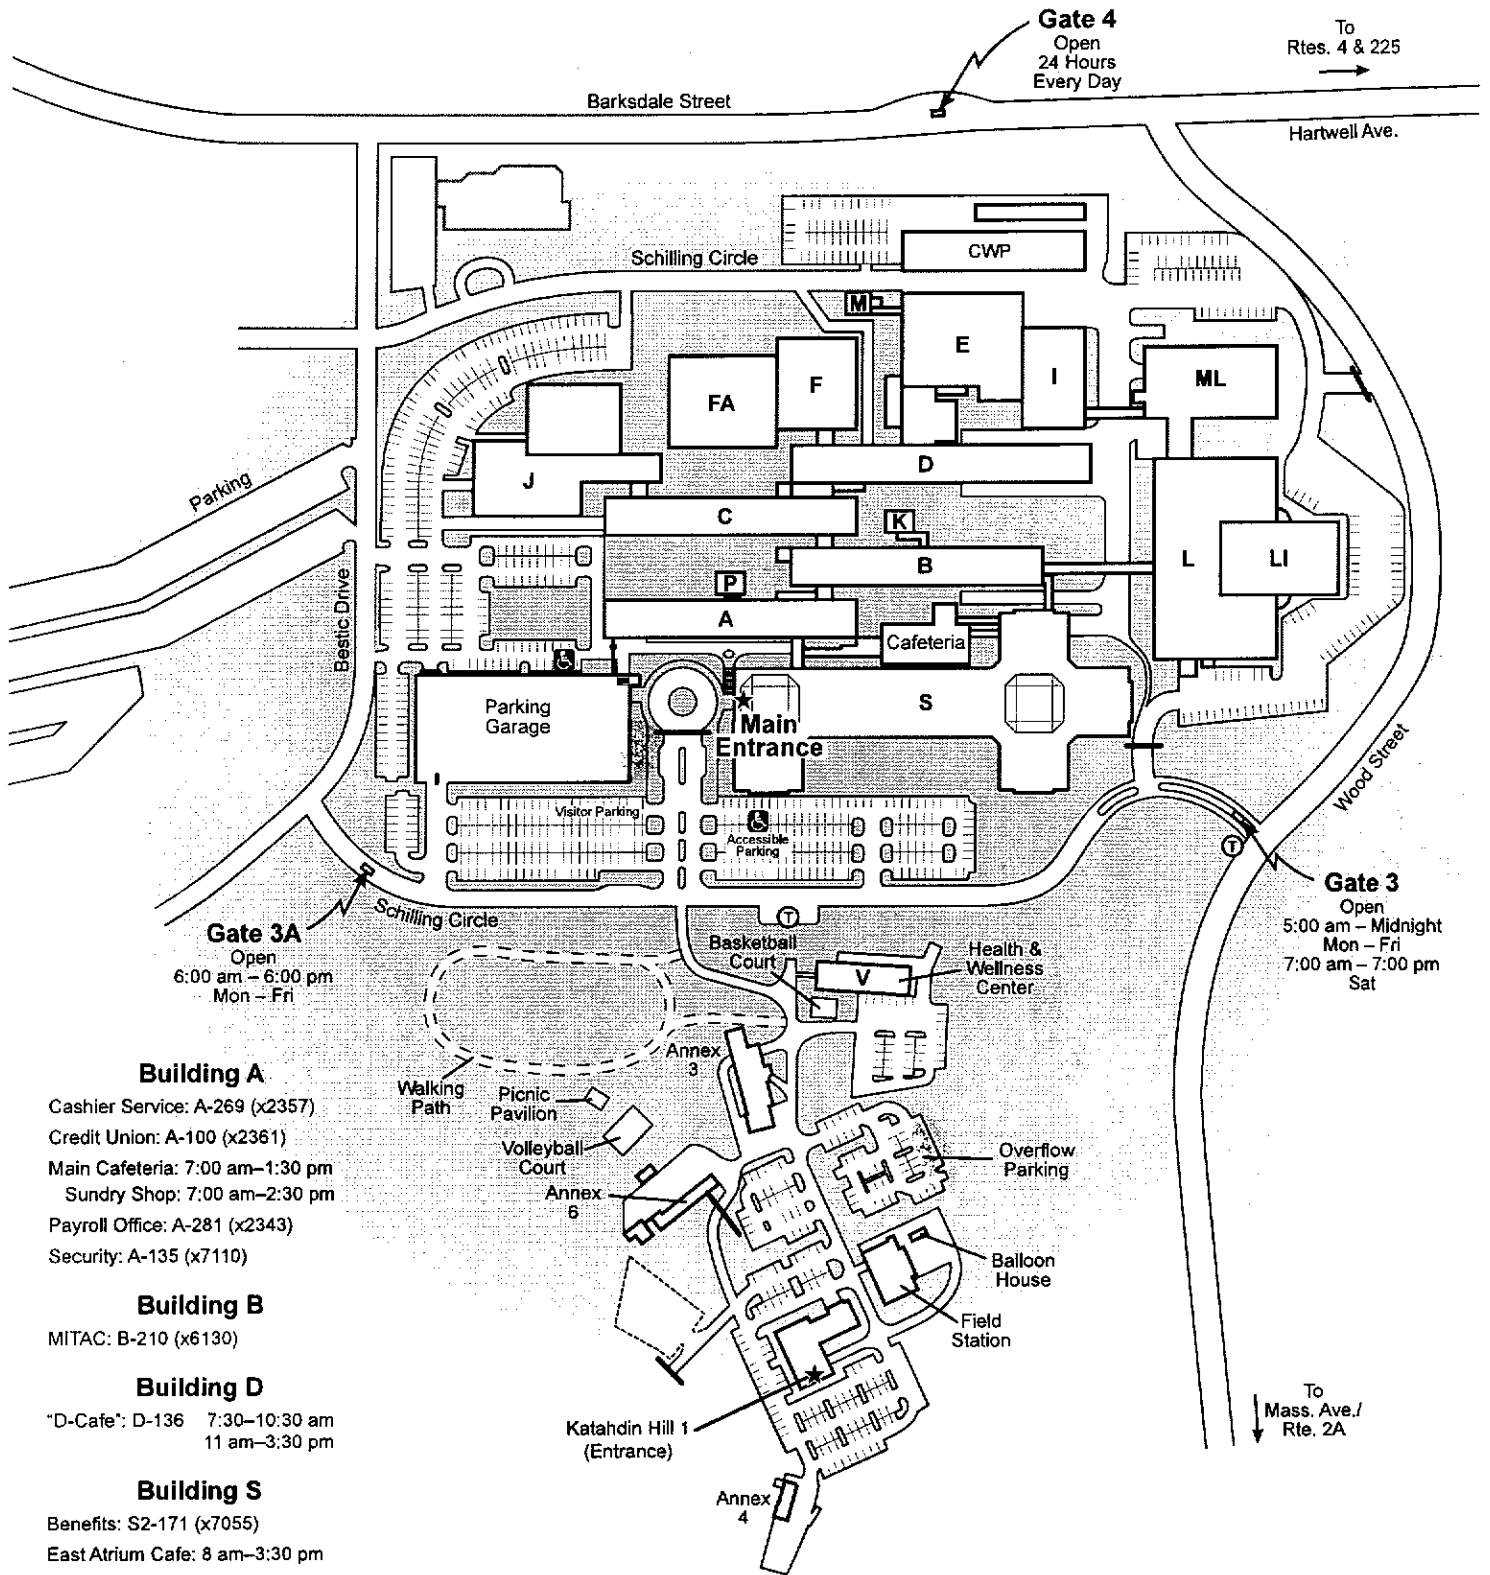 Gate 4
Open
24 Hours
Every Day
To
Rtes. 4 & 225
Barksdale Street
Hartwell Ave.
Schilling Circle
CWP
M
E
I
ML
F
FA
D
J
Parking
C
K
B
L
LI
P
A
Bestic Drive
Cafeteria
Parking
Garage
S
Main
Entrance
Wood Street
Visitor Parking
Accessible
Parking
T
Gate 3
Open
5:00 am – Midnight
Mon – Fri
7:00 am – 7:00 pm
Sat
Schilling Circle
Gate 3A
Open
6:00 am – 6:00 pm
Mon – Fri
T
Basketball
Court
V
Health &
Wellness
Center
Annex
3
Walking
Path
Picnic
Pavilion
Volleyball
Court
Annex
6
Overflow
Parking
Balloon
House
Field
Station
Katahdin Hill 1
(Entrance)
Annex
4
To
Mass. Ave./
Rte. 2A
Building A
Cashier Service: A-269 (x2357)
Credit Union: A-100 (x2361)
Main Cafeteria: 7:00 am–1:30 pm
Sundry Shop: 7:00 am–2:30 pm
Payroll Office: A-281 (x2343)
Security: A-135 (x7110)
Building B
MITAC: B-210 (x6130)
Building D
"D-Cafe": D-136 7:30–10:30 am
11 am–3:30 pm
Building S
Benefits: S2-171 (x7055)
East Atrium Cafe: 8 am–3:30 pm